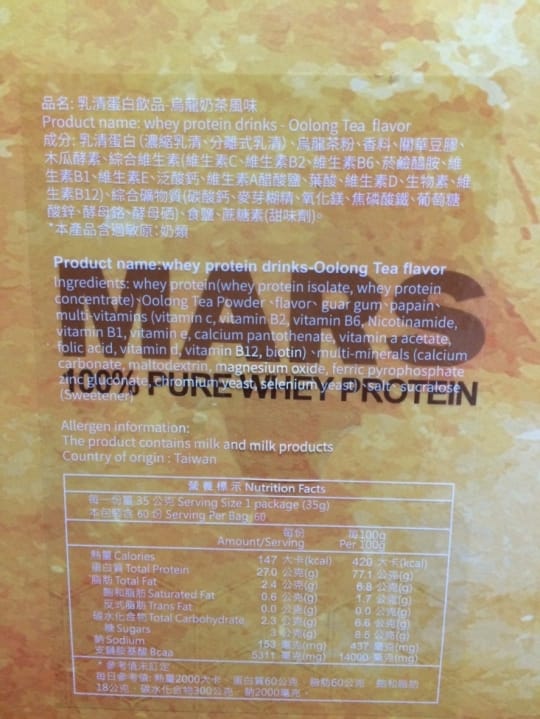 品名: 乳清蛋白飲品-烏龍奶茶風味
Product name: whey protein drinks - Oolong Tea flavor
成分: 乳清蛋白(濃縮乳清、分離式乳清)、烏龍茶粉、香料、關華豆膠、
木瓜酵素、綜合維生素(維生素C、維生素B2、維生素B6、菸鹼醯胺、維
生素B1、維生素E、泛酸鈣、維生素A醋酸鹽、葉酸、維生素D、生物素、維
生素B12)、綜合礦物質(碳酸鈣、麥芽糊精、氧化鎂、焦磷酸鐵、葡萄糖
酸鋅、酵母鉻、酵母硒)、食鹽、蔗糖素(甜味劑)。
*本產品含過敏原:奶類
Product name:whey protein drinks-Oolong Tea flavor
MARS
Ingredients: whey protein(whey protein isolate, whey protein
concentrate)、Oolong Tea Powder、flavor、guar gum、papain、
multi vitamins (vitamin c, vitamin B2, vitamin B6, Nicotinamide,
vitamin B1, vitamin e, calcium pantothenate, vitamin a acetate,
folic acid, vitamin d, vitamin B12, biotin)、multi-minerals (calcium
carbonate, maltodextrin, magnesium oxide, ferric pyrophosphate
zinc gluconate, chromium yeast, selenium yeast)、salt、sucralose
100% PURE WHEY PROTEIN
(Sweetener)
Allergen information:
The product contains milk and milk products
Country of origin : Taiwan
營養標示 Nutrition Facts
每一份量 35 公克 Serving Size 1 package (35g)
本包裝含 60 份 Serving Per Bag: 60
每份 每100g
Amount/Serving Per 100g
熱量 Calories 147 大卡(kcal) 420 大卡(kcal)
蛋白質 Total Protein 27.0 公克(g) 77.1 公克(g)
脂肪 Total Fat 2.4 公克(g) 6.8 公克(g)
飽和脂肪 Saturated Fat 0.6 公克(g) 1.7 公克(g)
反式脂肪 Trans Fat 0.0 公克(g) 0.0 公克(g)
碳水化合物 Total Carbohydrate 2.3 公克(g) 6.6 公克(g)
糖 Sugars 3 公克(g) 8.5 公克(g)
鈉 Sodium 153 毫克(mg) 437 毫克(mg)
支鏈胺基酸 Bcaa 5311 毫克(mg) 14000 毫克(mg)
* 參考值未訂定
每日參考值: 熱量2000大卡、蛋白質60公克、脂肪60公克、飽和脂肪
18公克、碳水化合物300公克、鈉2000毫克。